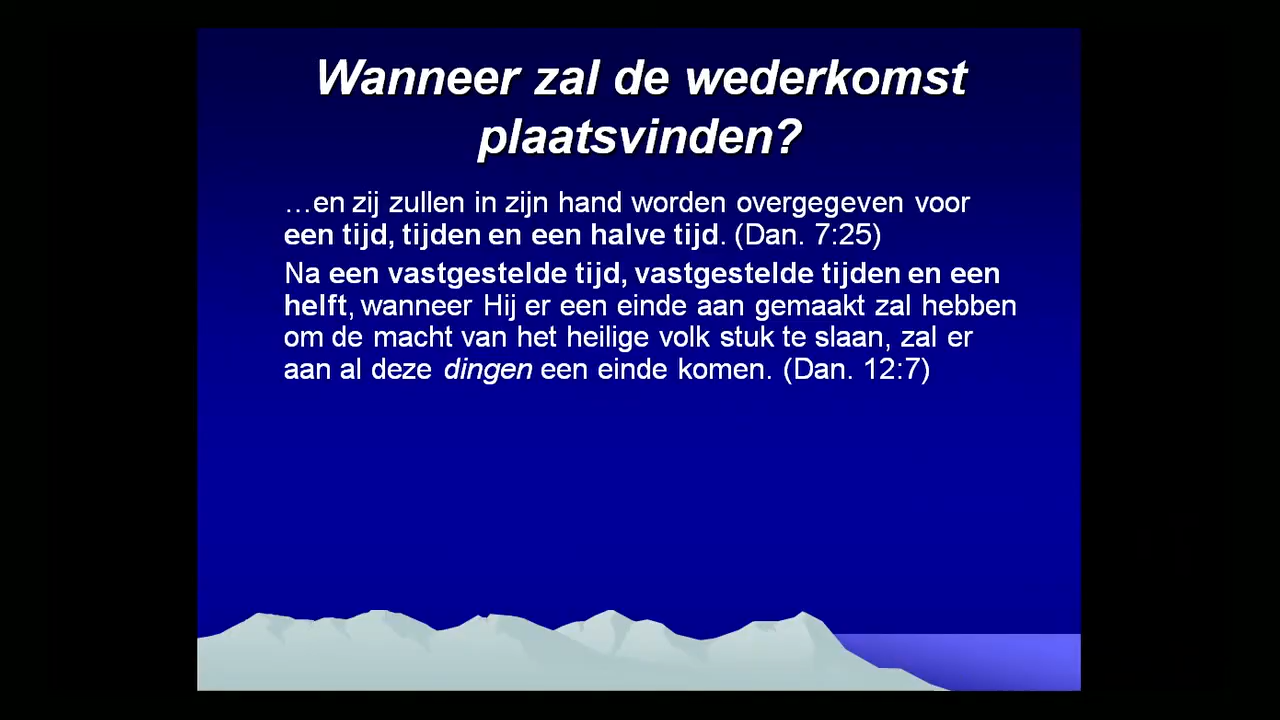 Wanneer zal de wederkomst
plaatsvinden?
…en zij zullen in zijn hand worden overgegeven voor
een tijd, tijden en een halve tijd. (Dan. 7:25)
Na een vastgestelde tijd, vastgestelde tijden en een
helft, wanneer Hij er een einde aan gemaakt zal hebben
om de macht van het heilige volk stuk te slaan, zal er
aan al deze dingen een einde komen. (Dan. 12:7)